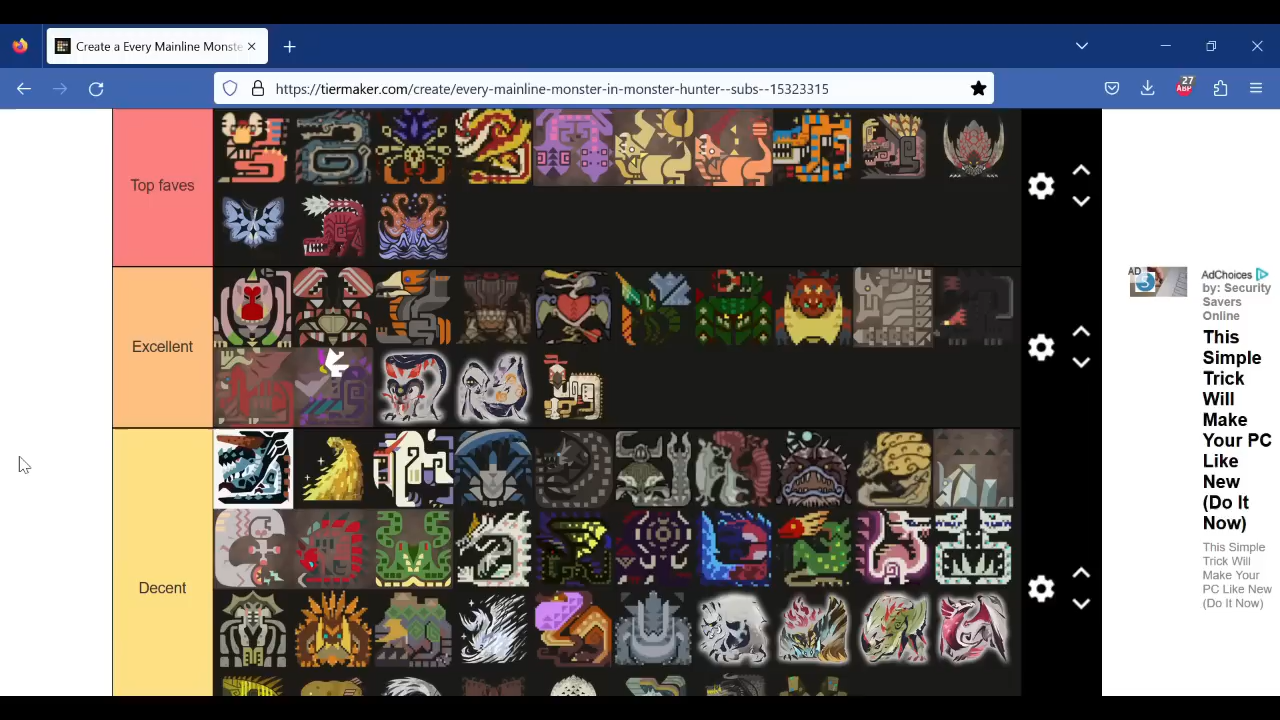 Create a Every Mainline Monste
https://tiermaker.com/create/every-mainline-monster-in-monster-hunter--subs--15323315
27
ABP
Top faves
Excellent
Decent
AD
AdChoices
by: Security
Savers
Online
This
Simple
Trick
Will
Make
Your PC
Like
New
(Do It
Now)
This Simple
Trick Will
Make Your
PC Like New
(Do It Now)